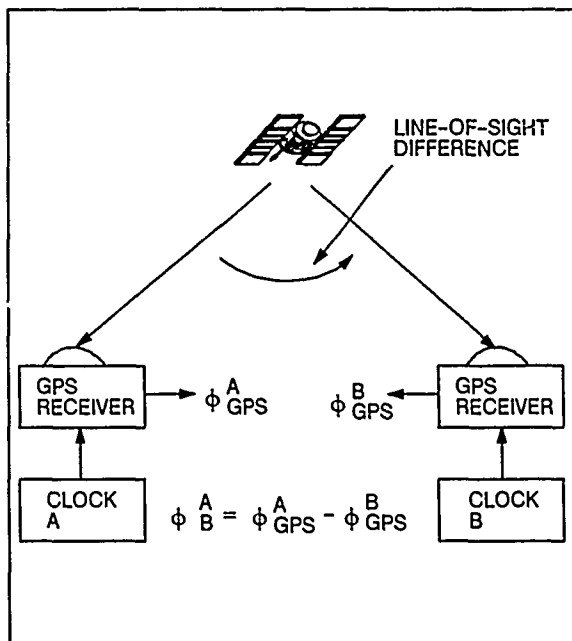 LINE-OF-SIGHT
DIFFERENCE
GPS
RECEIVER
ϕ A GPS
ϕ B GPS
GPS
RECEIVER
CLOCK
A
ϕ A B = ϕ A GPS - ϕ B GPS
CLOCK
B